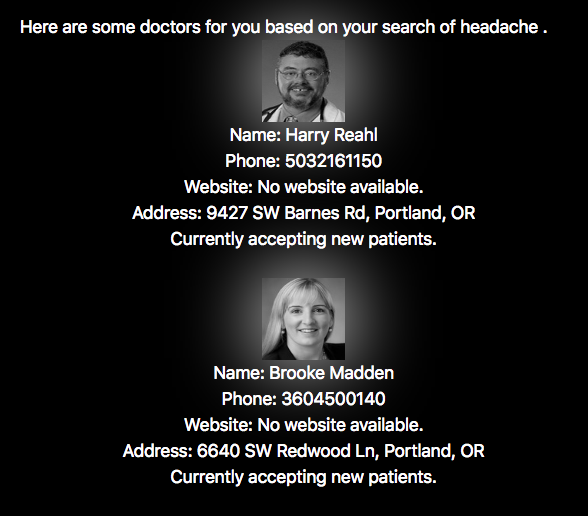 Here are some doctors for you based on your search of headache .
Name: Harry Reahl
Phone: 5032161150
Website: No website available.
Address: 9427 SW Barnes Rd, Portland, OR
Currently accepting new patients.
Name: Brooke Madden
Phone: 3604500140
Website: No website available.
Address: 6640 SW Redwood Ln, Portland, OR
Currently accepting new patients.